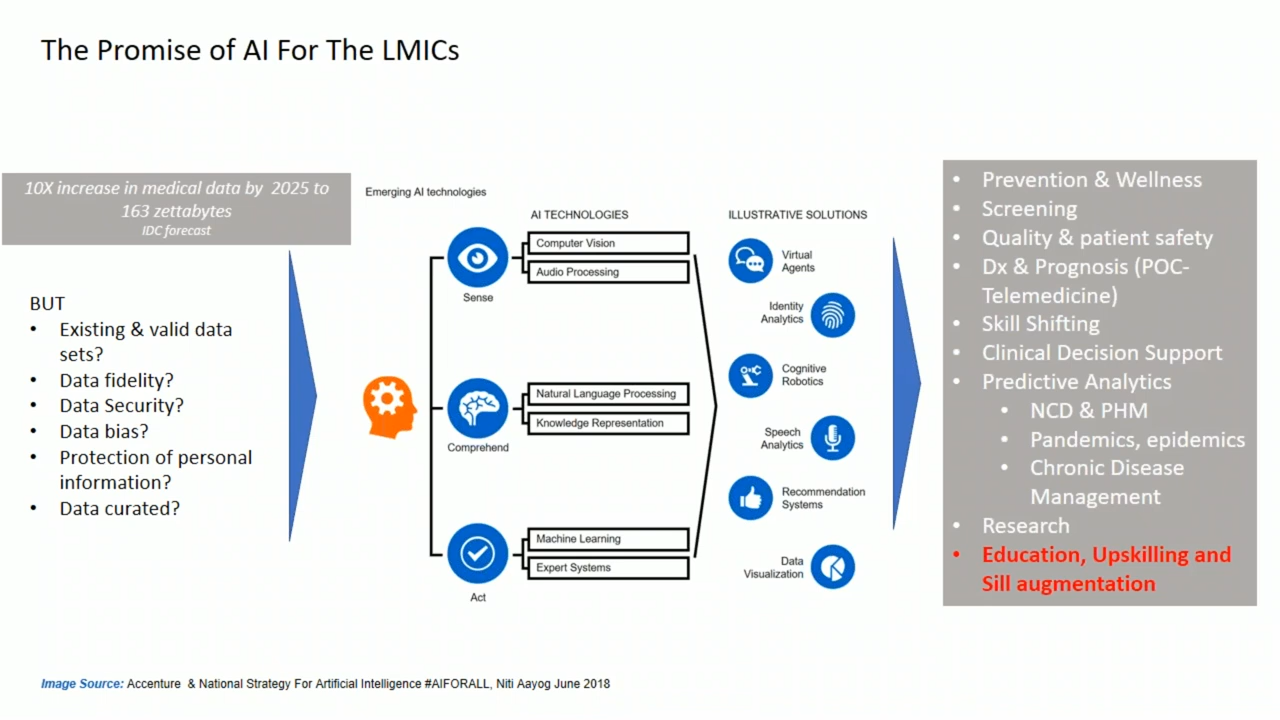 The Promise of AI For The LMICs
10X increase in medical data by 2025 to
163 zettabytes
IDC forecast
BUT
• Existing & valid data
sets?
• Data fidelity?
• Data Security?
• Data bias?
• Protection of personal
information?
• Data curated?
Emerging AI technologies
AI TECHNOLOGIES
Sense
Computer Vision
Audio Processing
Comprehend
Natural Language Processing
Knowledge Representation
Act
Machine Learning
Expert Systems
ILLUSTRATIVE SOLUTIONS
Virtual
Agents
Identity
Analytics
Cognitive
Robotics
Speech
Analytics
Recommendation
Systems
Data
Visualization
• Prevention & Wellness
• Screening
• Quality & patient safety
• Dx & Prognosis (POC-
Telemedicine)
• Skill Shifting
• Clinical Decision Support
• Predictive Analytics
• NCD & PHM
• Pandemics, epidemics
• Chronic Disease
Management
• Research
• Education, Upskilling and
Sill augmentation
Image Source: Accenture & National Strategy For Artificial Intelligence #AIFORALL, Niti Aayog June 2018